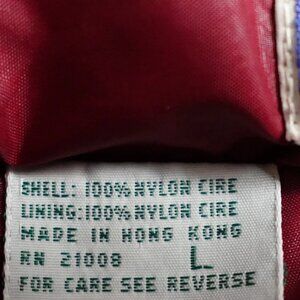 SHELL: 100% NYLON CIRE
LINING: 100% NYLON CIRE
MADE IN HONG KONG
RN 21008 L
FOR CARE SEE REVERSE